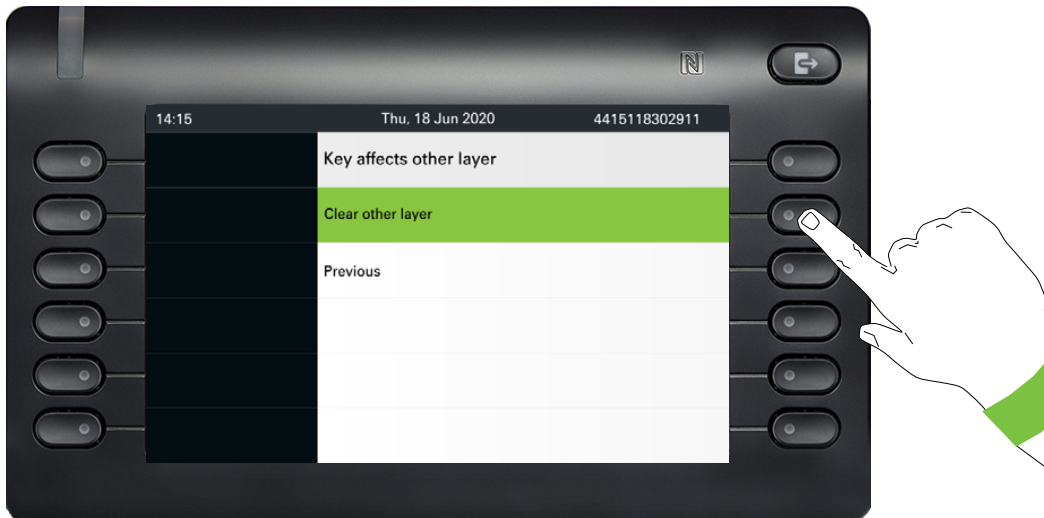 14:15 Thu, 18 Jun 2020 4415118302911
Key affects other layer
Clear other layer
Previous